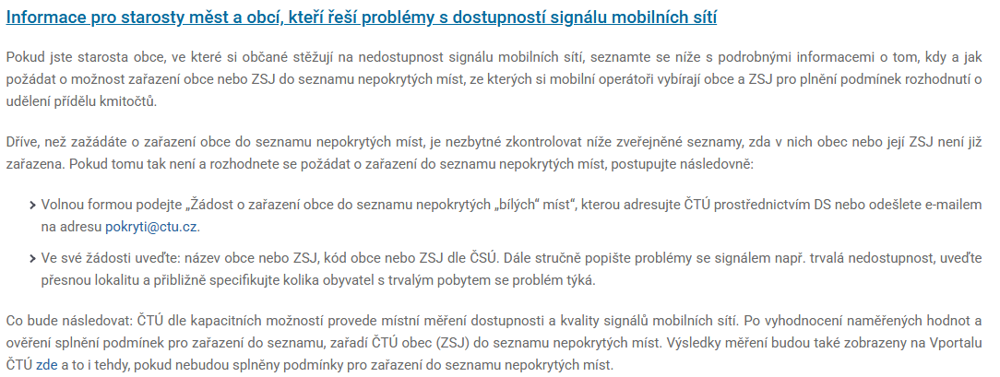 Informace pro starosty měst a obcí, kteří řeší problémy s dostupností signálu mobilních sítí
Pokud jste starosta obce, ve které si občané stěžují na nedostupnost signálu mobilních sítí, seznamte se níže s podrobnými informacemi o tom, kdy a jak
požádat o možnost zařazení obce nebo ZSJ do seznamu nepokrytých míst, ze kterých si mobilní operátoři vybírají obce a ZSJ pro plnění podmínek rozhodnutí o
udělení přídělu kmitočtů.
Dříve, než zažádáte o zařazení obce do seznamu nepokrytých míst, je nezbytné zkontrolovat níže zveřejněné seznamy, zda v nich obec nebo její ZSJ není již
zařazena. Pokud tomu tak není a rozhodnete se požádat o zařazení do seznamu nepokrytých míst, postupujte následovně:
Volnou formou podejte „Žádost o zařazení obce do seznamu nepokrytých „bílých“ míst“, kterou adresujte ČTÚ prostřednictvím DS nebo odešlete e-mailem
na adresu pokryti@ctu.cz.
Ve své žádosti uveďte: název obce nebo ZSJ, kód obce nebo ZSJ dle ČSÚ. Dále stručně popište problémy se signálem např. trvalá nedostupnost, uveďte
přesnou lokalitu a přibližně specifikujte kolika obyvatel s trvalým pobytem se problém týká.
Co bude následovat: ČTÚ dle kapacitních možností provede místní měření dostupnosti a kvality signálů mobilních sítí. Po vyhodnocení naměřených hodnot a
ověření splnění podmínek pro zařazení do seznamu, zařadí ČTÚ obec (ZSJ) do seznamu nepokrytých míst. Výsledky měření budou také zobrazeny na Vportalu
ČTÚ zde a to i tehdy, pokud nebudou splněny podmínky pro zařazení do seznamu nepokrytých míst.